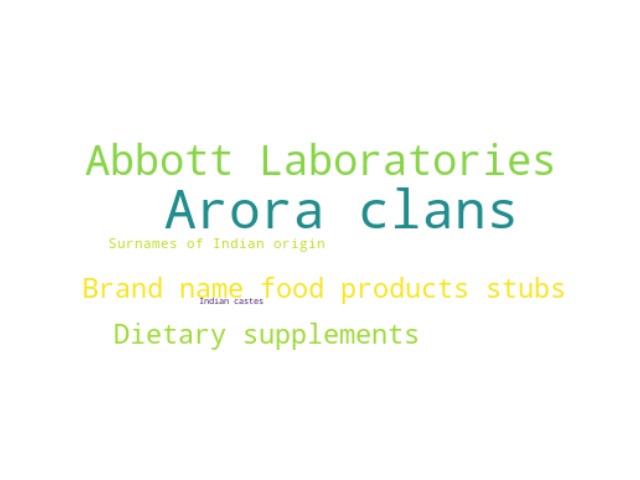 Abbott Laboratories
Arora clans
Surnames of Indian origin
Brand name food products stubs
Indian castes
Dietary supplements